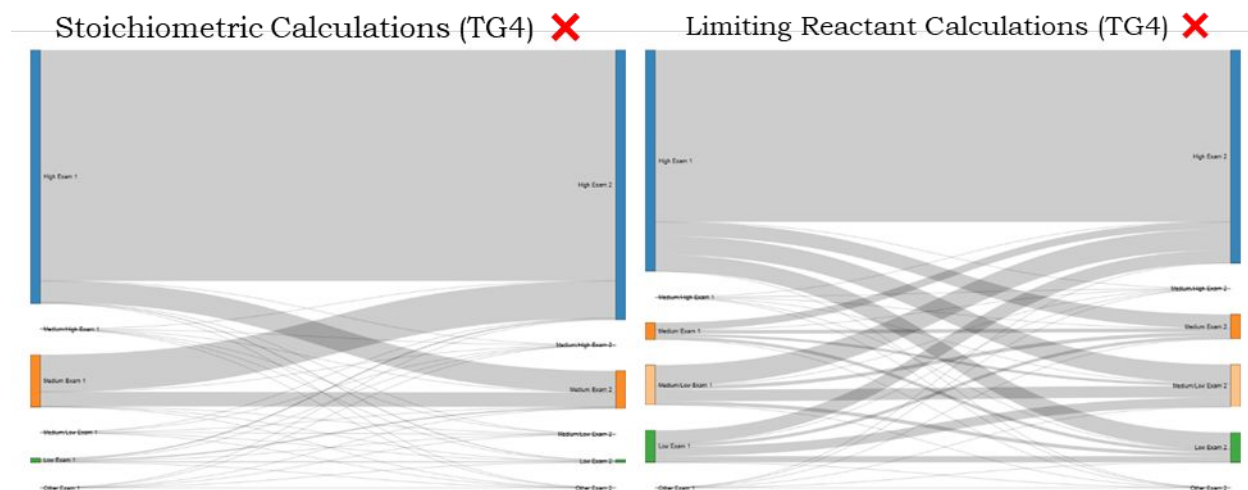 Stoichiometric Calculations (TG4)
High Exam 1
High Exam 2
Medium/High Exam 1
Medium/High Exam 2
Medium Exam 1
Medium Exam 2
Medium/Low Exam 1
Medium/Low Exam 2
Low Exam 1
Low Exam 2
Other Exam 1
Other Exam 2
Limiting Reactant Calculations (TG4)
High Exam 1
High Exam 2
Medium/High Exam 1
Medium/High Exam 2
Medium Exam 1
Medium Exam 2
Medium/Low Exam 1
Medium/Low Exam 2
Low Exam 1
Low Exam 2
Other Exam 1
Other Exam 2